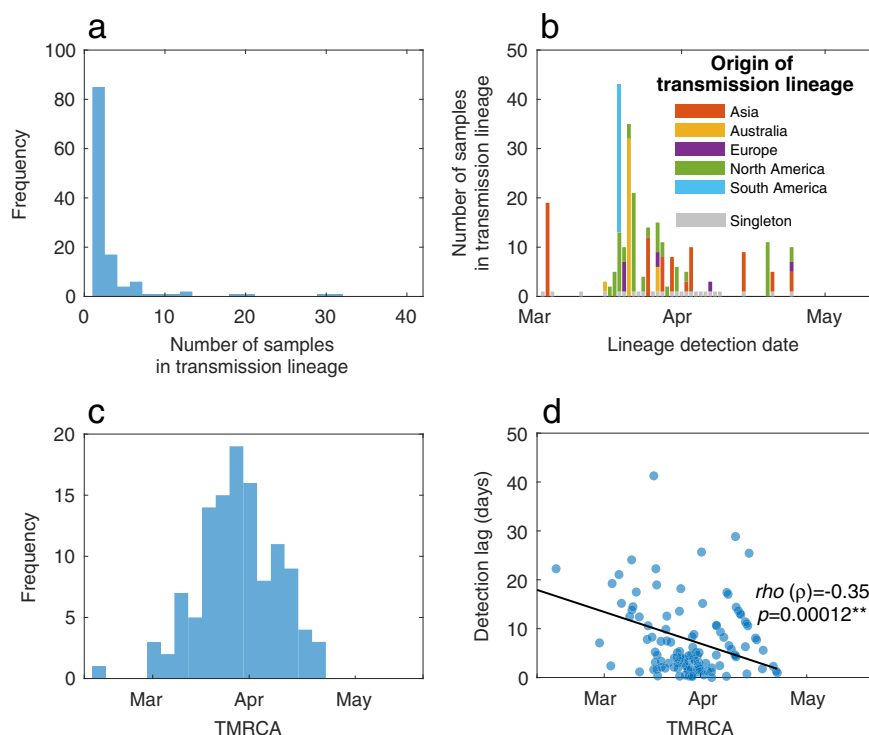 a
100
80
60
40
20
0
Frequency
0 10 20 30 40
Number of samples
in transmission lineage
b
50
40
30
20
10
0
Number of samples
in transmission lineage
Origin of
transmission lineage
Asia
Australia
Europe
North America
South America
Singleton
Mar Apr May
Lineage detection date
c
20
15
10
5
0
Frequency
Mar Apr May
TMRCA
d
50
40
30
20
10
0
Detection lag (days)
rho (ρ)=-0.35
p=0.00012**
Mar Apr May
TMRCA